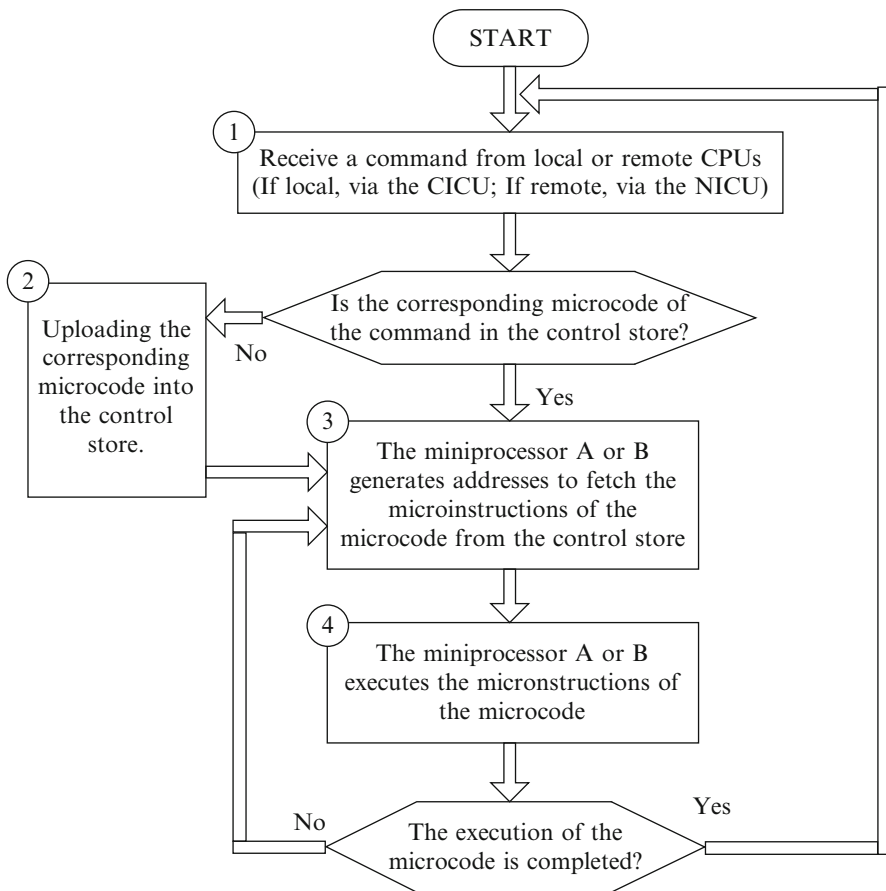 START
1
Receive a command from local or remote CPUs
(If local, via the CICU; If remote, via the NICU)
2
Uploading the
corresponding
microcode into
the control
store.
Is the corresponding microcode of
the command in the control store?
No
Yes
3
The miniprocessor A or B
generates addresses to fetch the
microinstructions of the
microcode from the control store
4
The miniprocessor A or B
executes the micronstructions of
the microcode
No
Yes
The execution of the
microcode is completed?